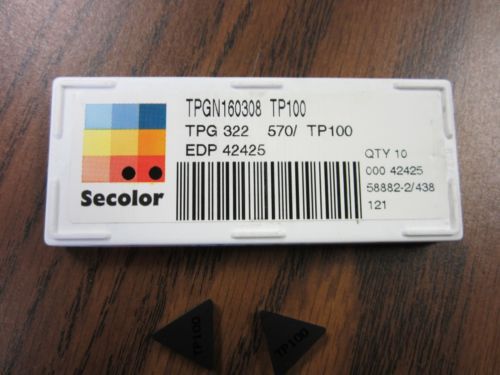 TPGN160308 TP100
TPG 322 570/ TP100
EDP 42425
QTY 10
000 42425
58882-2/438
121
Secolor
TP100
TP100